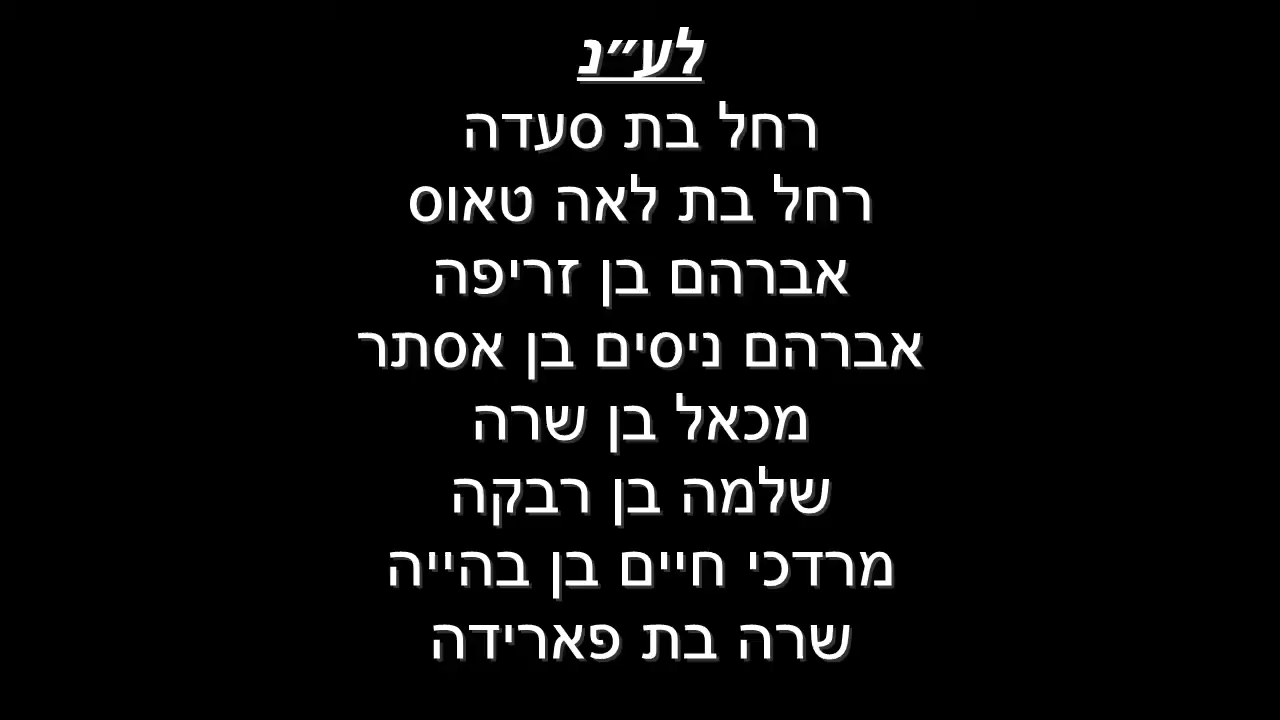 לע״נ
רחל בת סעדה
רחל בת לאה טאוס
אברהם בן זריפה
אברהם ניסים בן אסתר
מכאל בן שרה
שלמה בן רבקה
מרדכי חיים בן בהייה
שרה בת פארידה